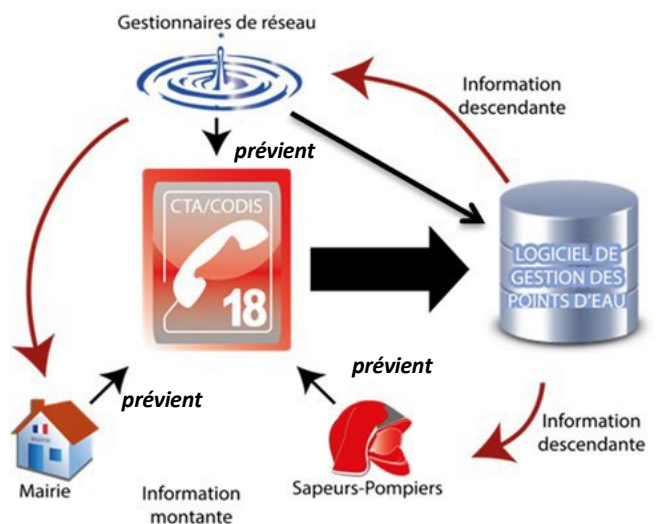 Gestionnaires de réseau
Information
descendante
prévient
CTA/CODIS
18
LOGICIEL DE
GESTION DES
POINTS D'EAU
prévient
prévient
Mairie
Mairie
Information
montante
Sapeurs-Pompiers
Information
descendante